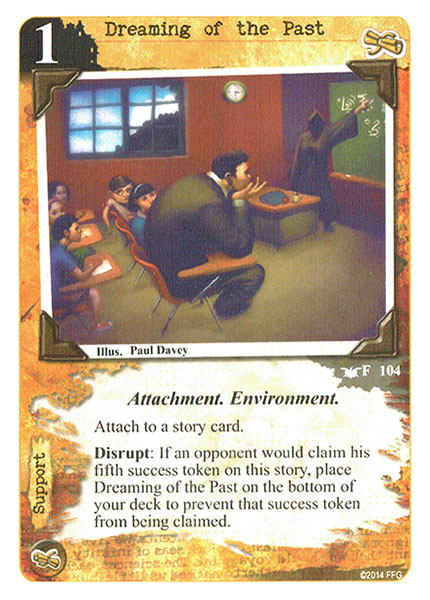 Dreaming of the Past
1
Illus. Paul Davey
F 104
Attachment. Environment.
Attach to a story card.
Disrupt: If an opponent would claim his
fifth success token on this story, place
Dreaming of the Past on the bottom of
your deck to prevent that success token
from being claimed.
Support
©2014 FFG